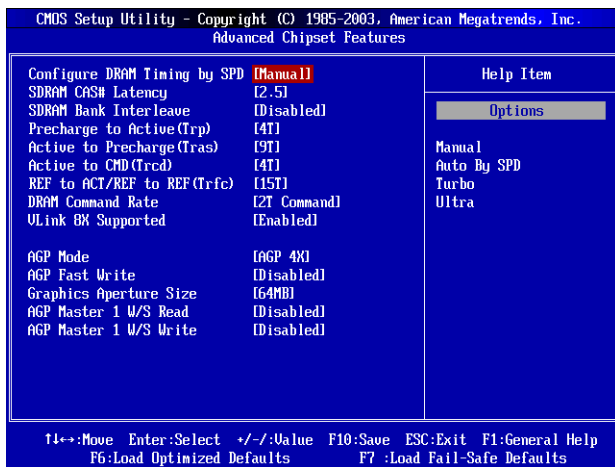 CMOS Setup Utility - Copyright (C) 1985-2003, American Megatrends, Inc.
Advanced Chipset Features
Configure DRAM Timing by SPD [Manual]
SDRAM CAS# Latency [2.5]
SDRAM Bank Interleave [Disabled]
Precharge to Active(Trp) [4T]
Active to Precharge(Tras) [9T]
Active to CMD(Trcd) [4T]
REF to ACT/REF to REF(Trfc) [15T]
DRAM Command Rate [2T Command]
VLink 8X Supported [Enabled]
AGP Mode [AGP 4X]
AGP Fast Write [Disabled]
Graphics Aperture Size [64MB]
AGP Master 1 W/S Read [Disabled]
AGP Master 1 W/S Write [Disabled]
Help Item
Options
Manual
Auto By SPD
Turbo
Ultra
↑↓↔:Move Enter:Select +/-/:Value F10:Save ESC:Exit F1:General Help
F6:Load Optimized Defaults F7 :Load Fail-Safe Defaults